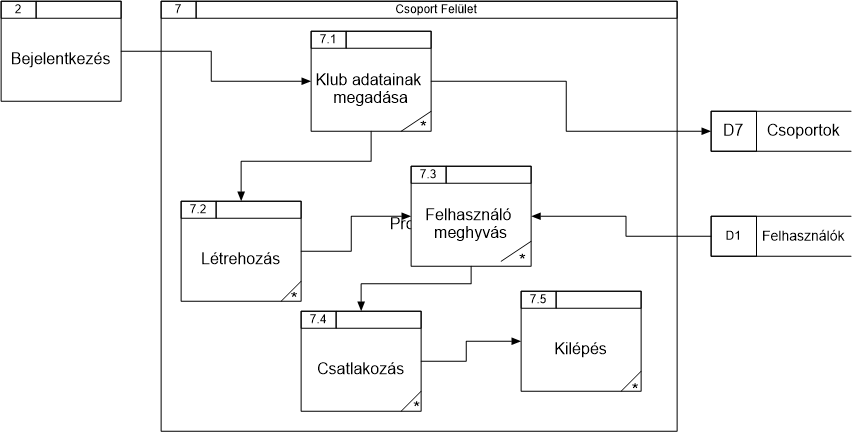 2
Bejelentkezés
7
Csoport Felület
7.1
Klub adatainak
megadása
*
D7
Csoportok
7.2
Létrehozás
*
7.3
Felhasználó
meghyvás
*
D1
Felhasználók
7.4
Csatlakozás
*
7.5
Kilépés
*